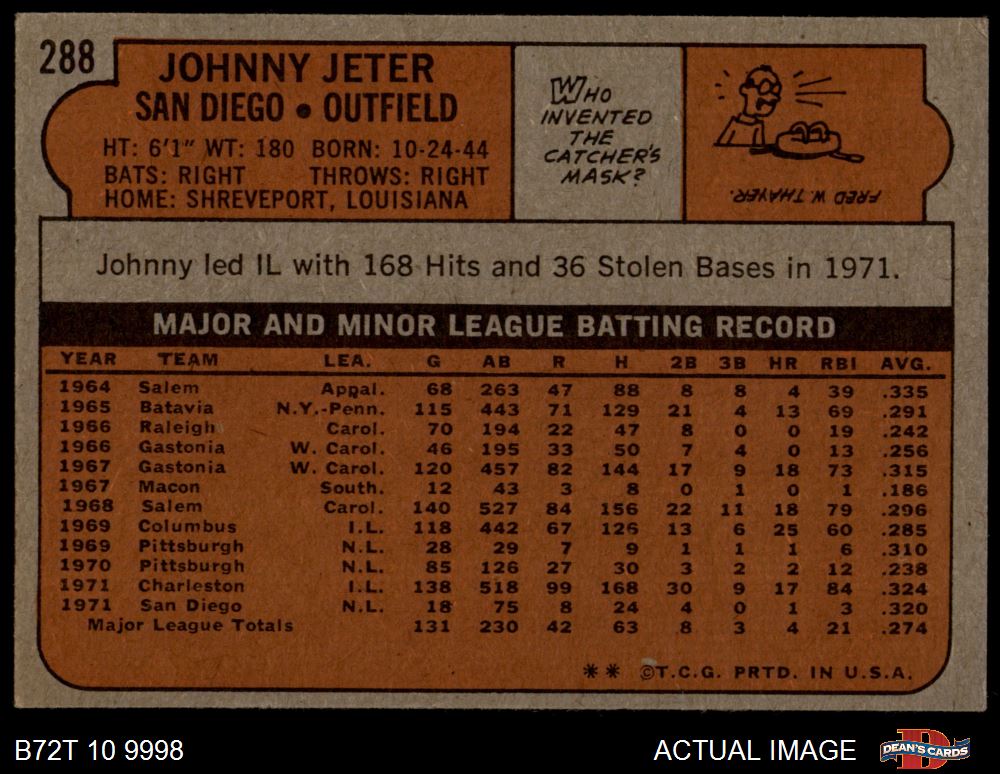 288
JOHNNY JETER
SAN DIEGO • OUTFIELD
HT: 6'1" WT: 180 BORN: 10-24-44
BATS: RIGHT THROWS: RIGHT
HOME: SHREVEPORT, LOUISIANA
WHO
INVENTED
THE
CATCHER'S
MASK?
FRED W. THAYER.
Johnny led IL with 168 Hits and 36 Stolen Bases in 1971.
MAJOR AND MINOR LEAGUE BATTING RECORD
YEAR TEAM LEA. G AB R H 2B 3B HR RBI AVG.
1964 Salem Appal. 68 263 47 88 8 8 4 39 .335
1965 Batavia N.Y.-Penn. 115 443 71 129 21 4 13 69 .291
1966 Raleigh Carol. 70 194 22 47 8 0 0 19 .242
1966 Gastonia W. Carol. 46 195 33 50 7 4 0 13 .256
1967 Gastonia W. Carol. 120 457 82 144 17 9 18 73 .315
1967 Macon South. 12 43 3 8 0 1 0 1 .186
1968 Salem Carol. 140 527 84 156 22 11 18 79 .296
1969 Columbus I.L. 118 442 67 126 13 6 25 60 .285
1969 Pittsburgh N.L. 28 29 7 9 1 1 1 6 .310
1970 Pittsburgh N.L. 85 126 27 30 3 2 2 12 .238
1971 Charleston I.L. 138 518 99 168 30 9 17 84 .324
1971 San Diego N.L. 18 75 8 24 4 0 1 3 .320
Major League Totals 131 230 42 63 8 3 4 21 .274
** ©T.C.G. PRTD. IN U.S.A.
B72T 10 9998
ACTUAL IMAGE
DEAN'S CARDS